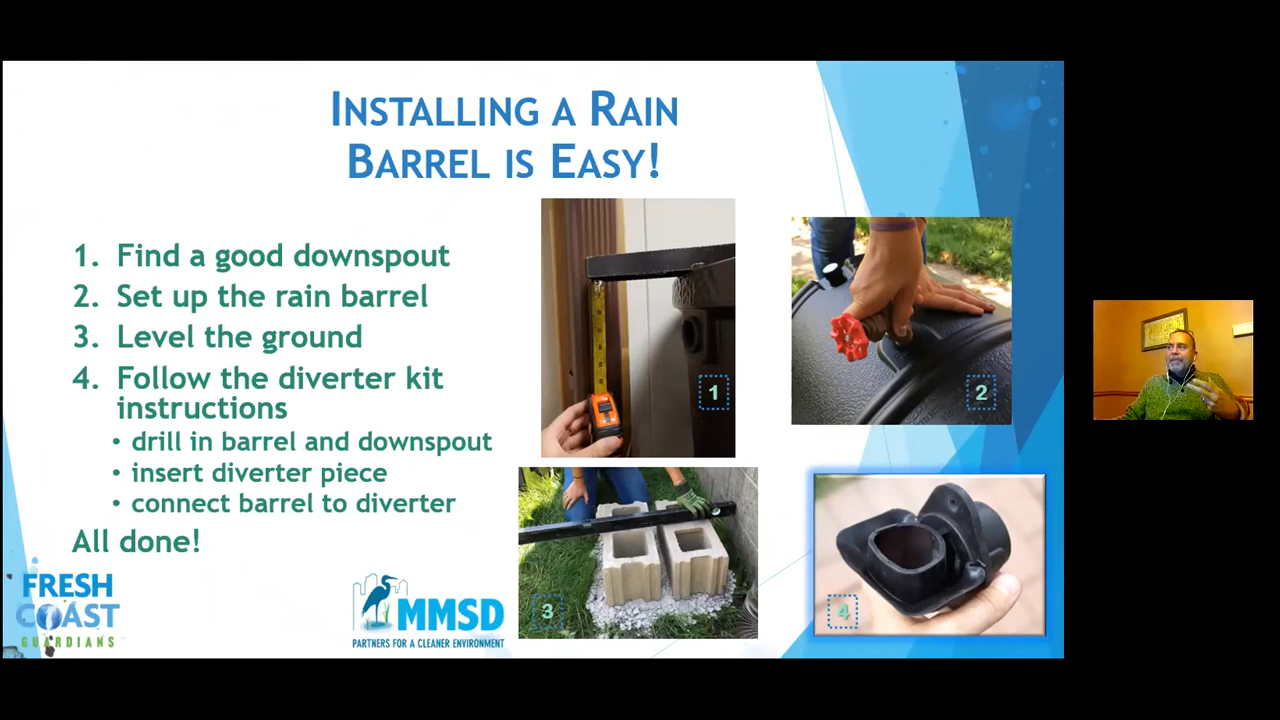 INSTALLING A RAIN
BARREL IS EASY!
1. Find a good downspout
2. Set up the rain barrel
3. Level the ground
4. Follow the diverter kit
instructions
• drill in barrel and downspout
• insert diverter piece
• connect barrel to diverter
All done!
1
2
3
4
FRESH
COAST
GUARDIANS
MMSD
PARTNERS FOR A CLEANER ENVIRONMENT